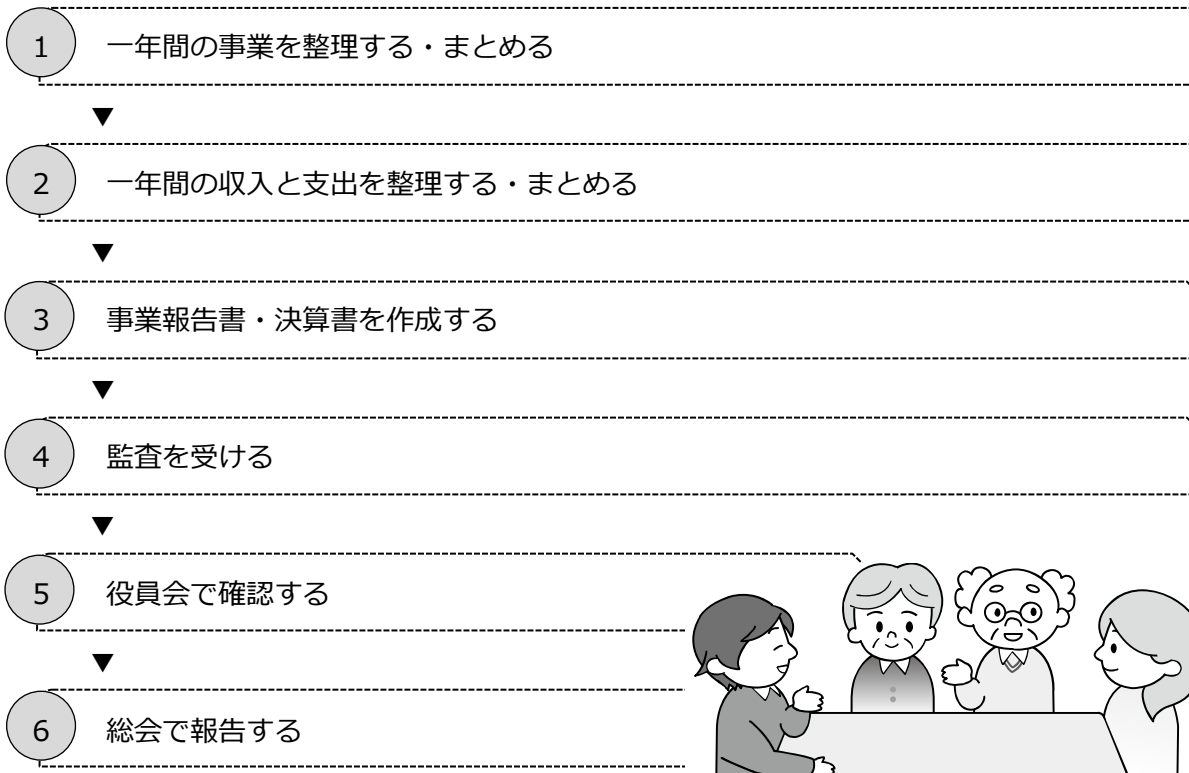 1 一年間の事業を整理する・まとめる
▼
2 一年間の収入と支出を整理する・まとめる
▼
3 事業報告書・決算書を作成する
▼
4 監査を受ける
▼
5 役員会で確認する
▼
6 総会で報告する